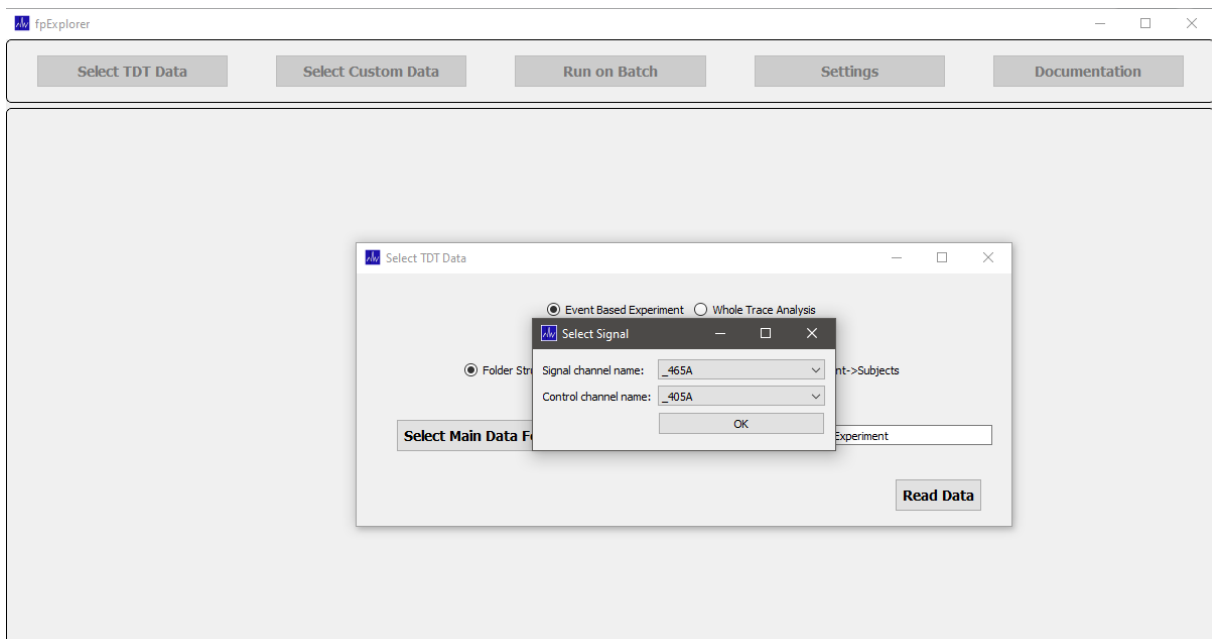 fpExplorer
Select TDT Data Select Custom Data Run on Batch Settings Documentation
Select TDT Data
Event Based Experiment Whole Trace Analysis
Select Signal
Folder Str nt->Subjects
Signal channel name: _465A
Control channel name: _405A
OK
Select Main Data F Experiment
Read Data